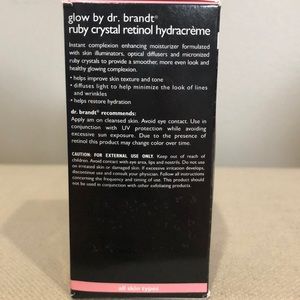 glow by dr. brandt®
ruby crystal retinol hydracrème
Instant complexion enhancing moisturizer formulated
with skin illuminators, optical diffusers and micronized
ruby crystals to provide a smoother, more even look and
healthy glowing complexion.
• helps improve skin texture and tone
• diffuses light to help minimize the look of lines
and wrinkles
• helps restore hydration
dr. brandt® recommends:
Apply am on cleansed skin. Avoid eye contact. Use in
conjunction with UV protection while avoiding
excessive sun exposure. Due to the presence of
retinol this product may change color over time.
CAUTION: FOR EXTERNAL USE ONLY. Keep out of reach of
children. Avoid contact with eye area, lips and nostrils. Do not use
on irritated skin or damaged skin. If excessive irritation develops,
discontinue use and consult your physician. Follow all instructions
concerning the frequency and timing of use. This product should
not be used in conjunction with other exfoliating products.
all skin types